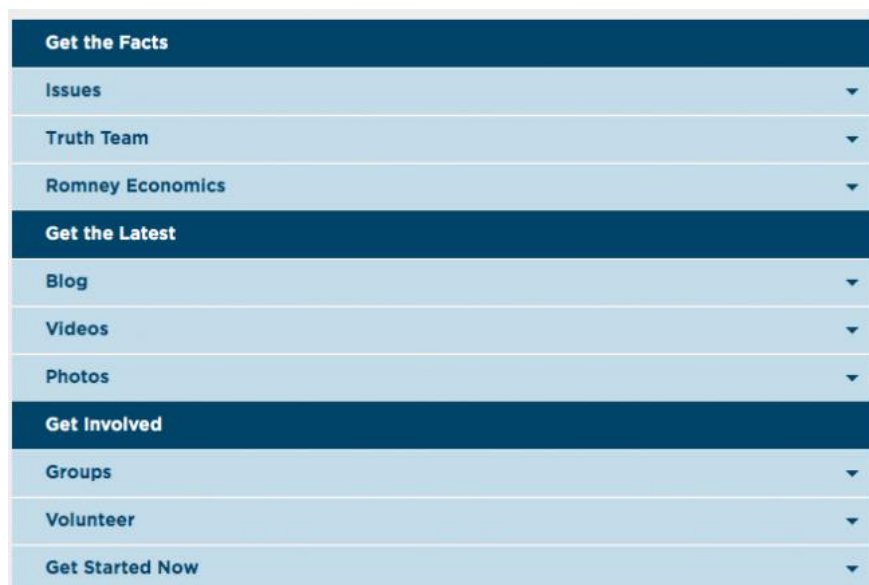 Get the Facts
Issues
Truth Team
Romney Economics
Get the Latest
Blog
Videos
Photos
Get Involved
Groups
Volunteer
Get Started Now